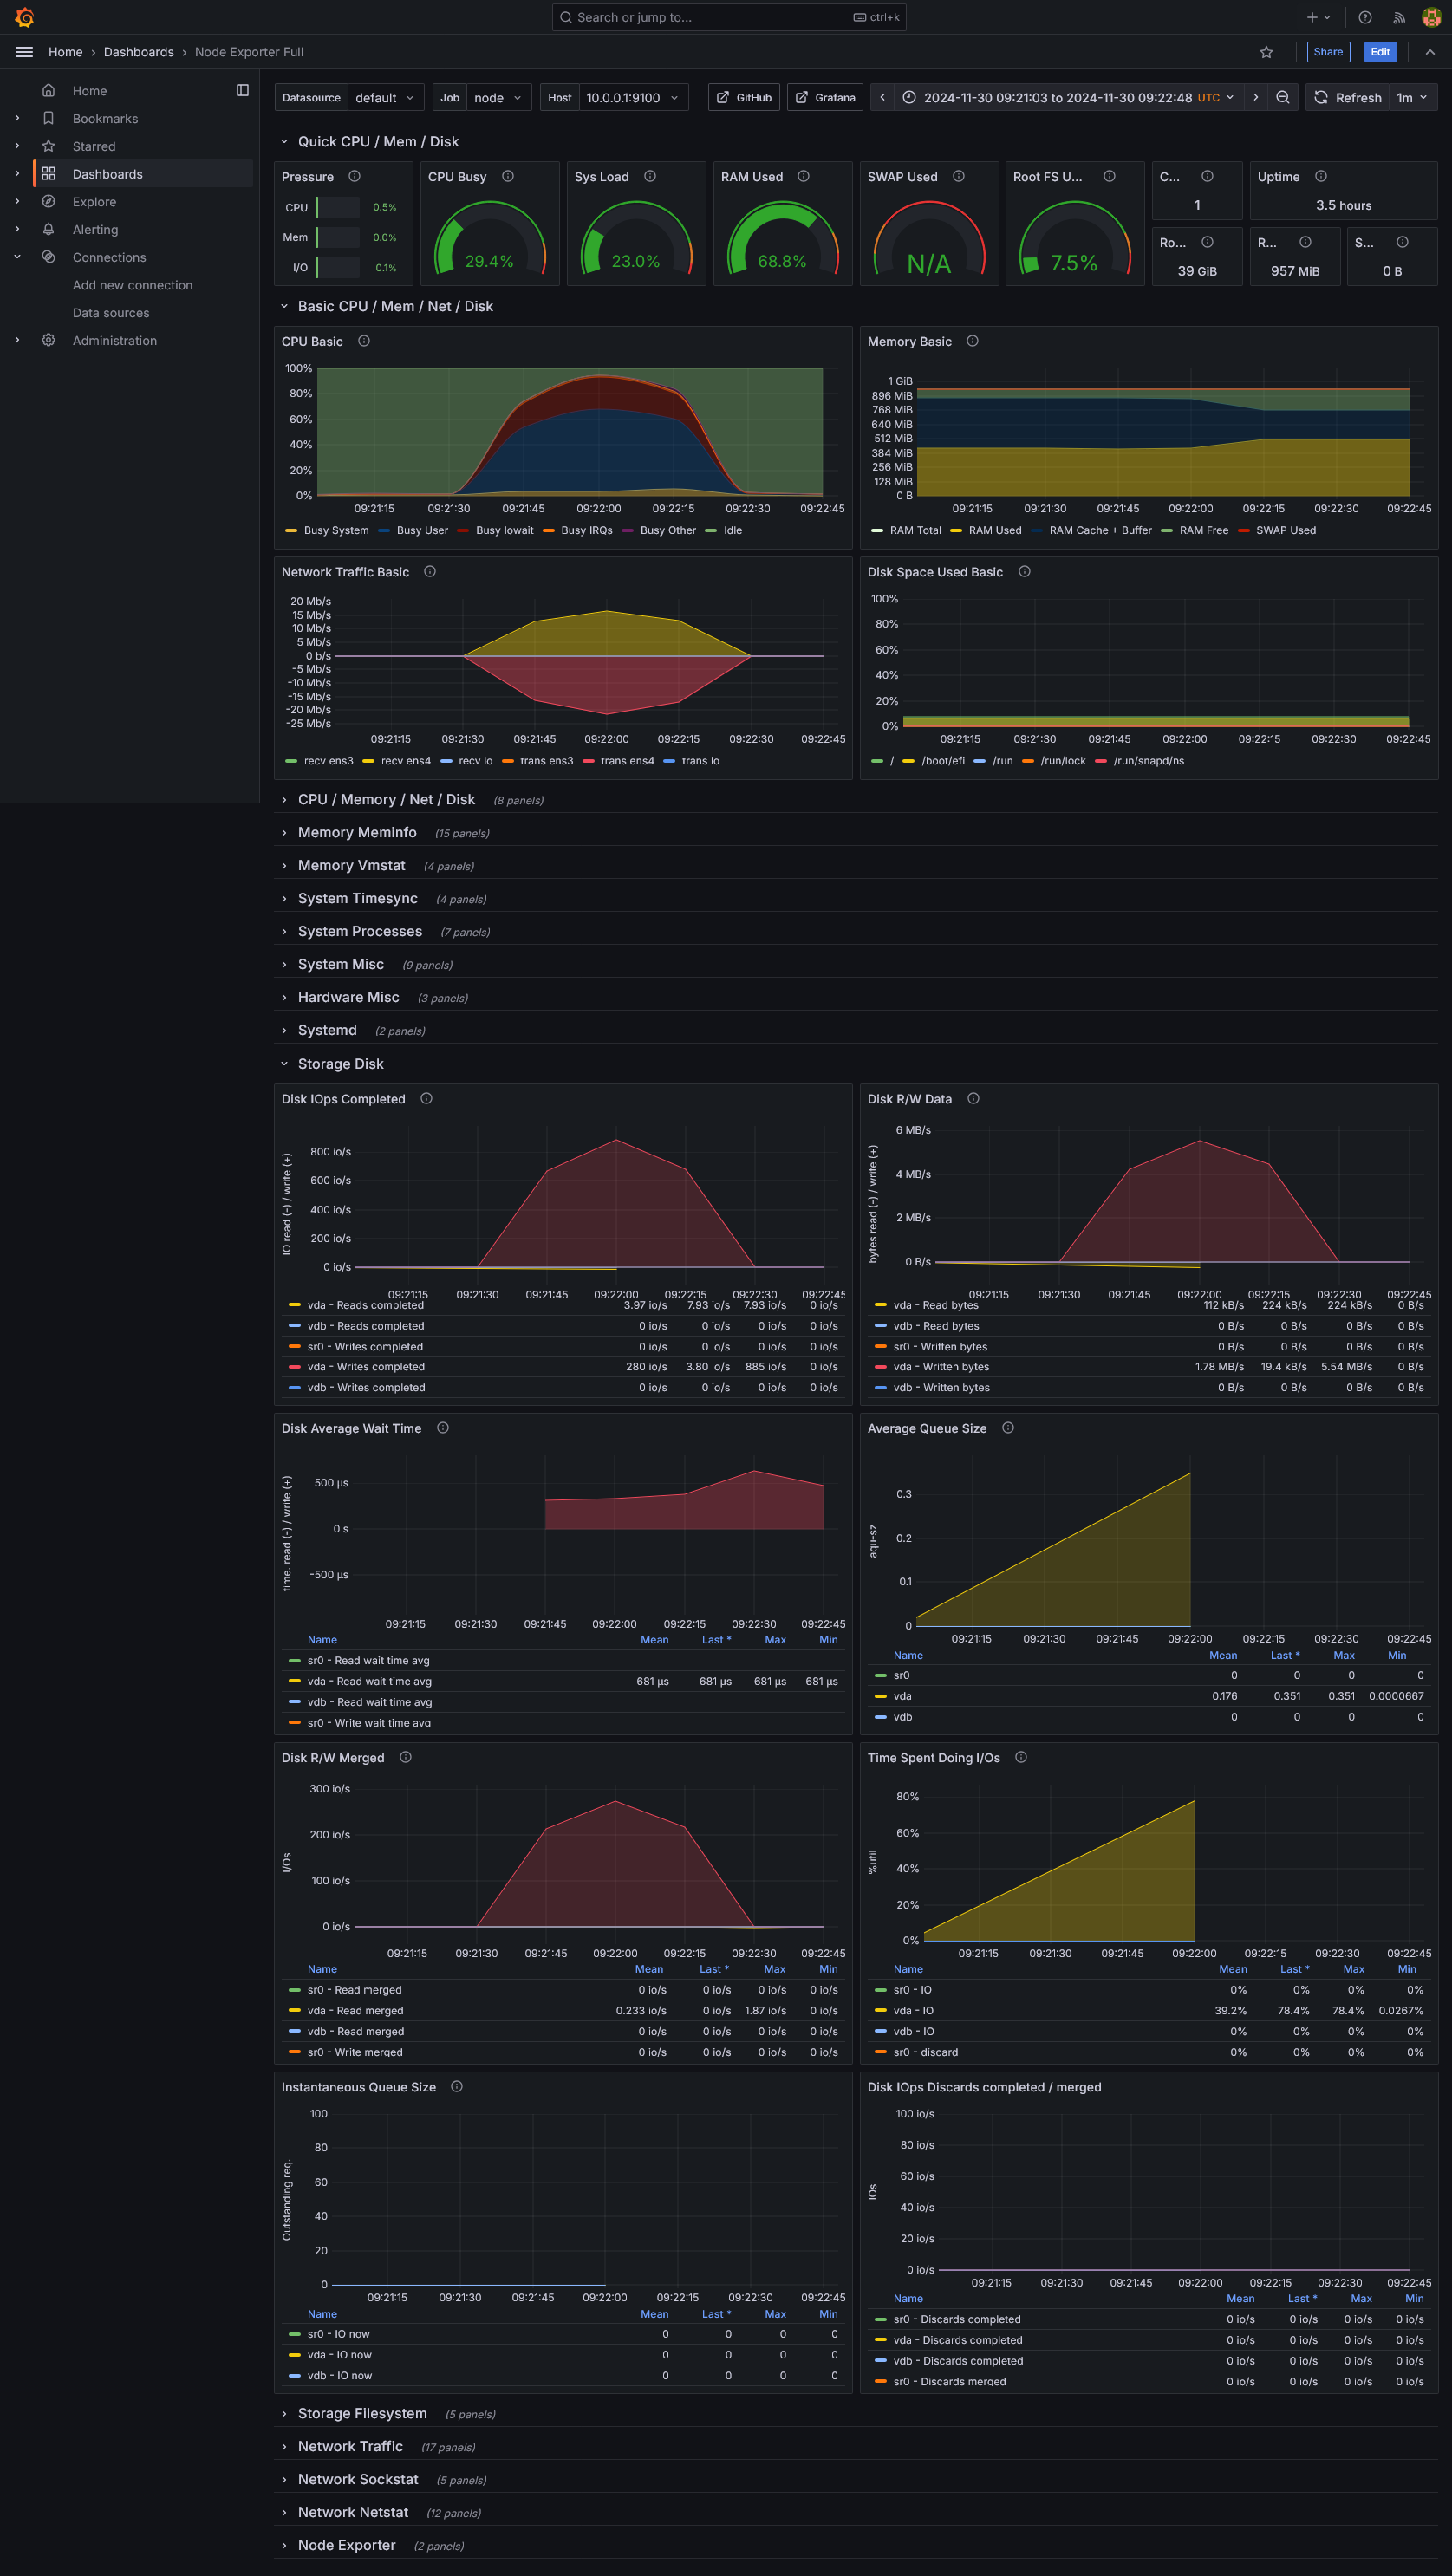 Search or jump to...
ctrl+k
Home › Dashboards › Node Exporter Full
Share
Edit
Home
Bookmarks
Starred
Dashboards
Explore
Alerting
Connections
Add new connection
Data sources
Administration
Datasource default Job node Host 10.0.0.1:9100 GitHub Grafana 2024-11-30 09:21:03 to 2024-11-30 09:22:48 UTC Refresh 1m
Quick CPU / Mem / Disk
Pressure
CPU 0.5%
Mem 0.0%
I/O 0.1%
CPU Busy
29.4%
Sys Load
23.0%
RAM Used
68.8%
SWAP Used
N/A
Root FS U...
7.5%
C...
1
Uptime
3.5 hours
Ro...
39 GiB
R...
957 MiB
S...
0 B
Basic CPU / Mem / Net / Disk
CPU Basic
100%
80%
60%
40%
20%
0%
09:21:15 09:21:30 09:21:45 09:22:00 09:22:15 09:22:30 09:22:45
Busy System Busy User Busy Iowait Busy IRQs Busy Other Idle
Memory Basic
1 GiB
896 MiB
768 MiB
640 MiB
512 MiB
384 MiB
256 MiB
128 MiB
0 B
09:21:15 09:21:30 09:21:45 09:22:00 09:22:15 09:22:30 09:22:45
RAM Total RAM Used RAM Cache + Buffer RAM Free SWAP Used
Network Traffic Basic
20 Mb/s
15 Mb/s
10 Mb/s
5 Mb/s
0 b/s
-5 Mb/s
-10 Mb/s
-15 Mb/s
-20 Mb/s
-25 Mb/s
09:21:15 09:21:30 09:21:45 09:22:00 09:22:15 09:22:30 09:22:45
recv ens3 recv ens4 recv lo trans ens3 trans ens4 trans lo
Disk Space Used Basic
100%
80%
60%
40%
20%
0%
09:21:15 09:21:30 09:21:45 09:22:00 09:22:15 09:22:30 09:22:45
/ /boot/efi /run /run/lock /run/snapd/ns
CPU / Memory / Net / Disk (8 panels)
Memory Meminfo (15 panels)
Memory Vmstat (4 panels)
System Timesync (4 panels)
System Processes (7 panels)
System Misc (9 panels)
Hardware Misc (3 panels)
Systemd (2 panels)
Storage Disk
Disk IOps Completed
IO read (-) / write (+)
800 io/s
600 io/s
400 io/s
200 io/s
0 io/s
09:21:15 09:21:30 09:21:45 09:22:00 09:22:15 09:22:30 09:22:45
vda - Reads completed 3.97 io/s 7.93 io/s 7.93 io/s 0 io/s
vdb - Reads completed 0 io/s 0 io/s 0 io/s 0 io/s
sr0 - Writes completed 0 io/s 0 io/s 0 io/s 0 io/s
vda - Writes completed 280 io/s 3.80 io/s 885 io/s 0 io/s
vdb - Writes completed 0 io/s 0 io/s 0 io/s 0 io/s
Disk R/W Data
bytes read (-) / write (+)
6 MB/s
4 MB/s
2 MB/s
0 B/s
09:21:15 09:21:30 09:21:45 09:22:00 09:22:15 09:22:30 09:22:45
vda - Read bytes 112 kB/s 224 kB/s 224 kB/s 0 B/s
vdb - Read bytes 0 B/s 0 B/s 0 B/s 0 B/s
sr0 - Written bytes 0 B/s 0 B/s 0 B/s 0 B/s
vda - Written bytes 1.78 MB/s 19.4 kB/s 5.54 MB/s 0 B/s
vdb - Written bytes 0 B/s 0 B/s 0 B/s 0 B/s
Disk Average Wait Time
time. read (-) / write (+)
500 µs
0 s
-500 µs
09:21:15 09:21:30 09:21:45 09:22:00 09:22:15 09:22:30 09:22:45
Name Mean Last * Max Min
sr0 - Read wait time avg
vda - Read wait time avg 681 µs 681 µs 681 µs 681 µs
vdb - Read wait time avg
sr0 - Write wait time avg
Average Queue Size
aqu-sz
0.3
0.2
0.1
0
09:21:15 09:21:30 09:21:45 09:22:00 09:22:15 09:22:30 09:22:45
Name Mean Last * Max Min
sr0 0 0 0 0
vda 0.176 0.351 0.351 0.0000667
vdb 0 0 0 0
Disk R/W Merged
I/Os
300 io/s
200 io/s
100 io/s
0 io/s
09:21:15 09:21:30 09:21:45 09:22:00 09:22:15 09:22:30 09:22:45
Name Mean Last * Max Min
sr0 - Read merged 0 io/s 0 io/s 0 io/s 0 io/s
vda - Read merged 0.233 io/s 0 io/s 1.87 io/s 0 io/s
vdb - Read merged 0 io/s 0 io/s 0 io/s 0 io/s
sr0 - Write merged 0 io/s 0 io/s 0 io/s 0 io/s
Time Spent Doing I/Os
%util
80%
60%
40%
20%
0%
09:21:15 09:21:30 09:21:45 09:22:00 09:22:15 09:22:30 09:22:45
Name Mean Last * Max Min
sr0 - IO 0% 0% 0% 0%
vda - IO 39.2% 78.4% 78.4% 0.0267%
vdb - IO 0% 0% 0% 0%
sr0 - discard 0% 0% 0% 0%
Instantaneous Queue Size
Outstanding req.
100
80
60
40
20
0
09:21:15 09:21:30 09:21:45 09:22:00 09:22:15 09:22:30 09:22:45
Name Mean Last * Max Min
sr0 - IO now 0 0 0 0
vda - IO now 0 0 0 0
vdb - IO now 0 0 0 0
Disk IOps Discards completed / merged
IOs
100 io/s
80 io/s
60 io/s
40 io/s
20 io/s
0 io/s
09:21:15 09:21:30 09:21:45 09:22:00 09:22:15 09:22:30 09:22:45
Name Mean Last * Max Min
sr0 - Discards completed 0 io/s 0 io/s 0 io/s 0 io/s
vda - Discards completed 0 io/s 0 io/s 0 io/s 0 io/s
vdb - Discards completed 0 io/s 0 io/s 0 io/s 0 io/s
sr0 - Discards merged 0 io/s 0 io/s 0 io/s 0 io/s
Storage Filesystem (5 panels)
Network Traffic (17 panels)
Network Sockstat (5 panels)
Network Netstat (12 panels)
Node Exporter (2 panels)